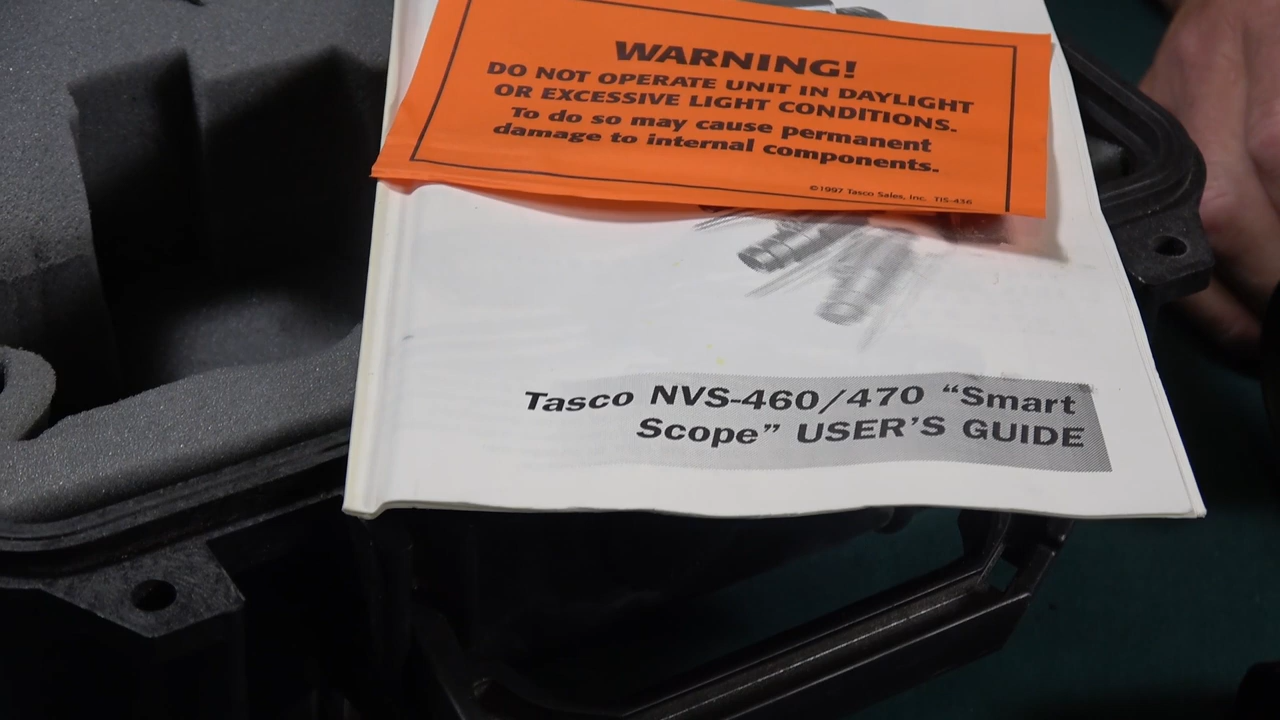 WARNING!
DO NOT OPERATE UNIT IN DAYLIGHT
OR EXCESSIVE LIGHT CONDITIONS.
To do so may cause permanent
damage to internal components.
©1997 Tasco Sales, Inc. TIS-436
Tasco NVS-460/470 “Smart
Scope” USER’S GUIDE